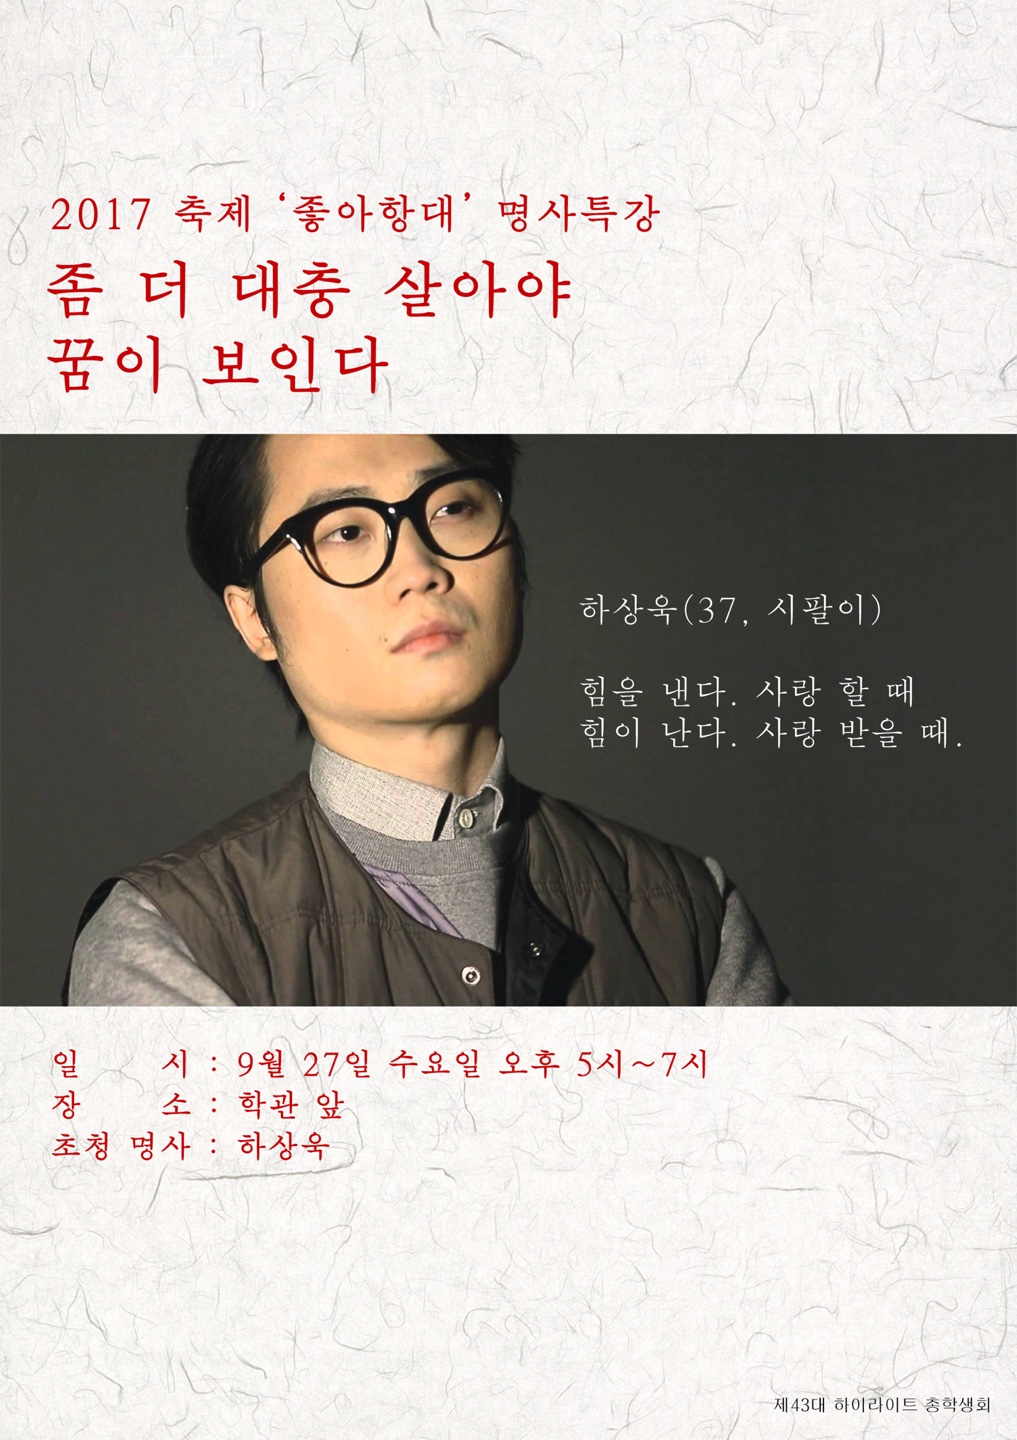 2017 축제 ‘좋아항대’ 명사특강
좀 더 대충 살아야
꿈이 보인다
하상욱(37, 시팔이)
힘을 낸다. 사랑 할 때
힘이 난다. 사랑 받을 때.
일 시 : 9월 27일 수요일 오후 5시~7시
장 소 : 학관 앞
초청 명사 : 하상욱
제43대 하이라이트 총학생회